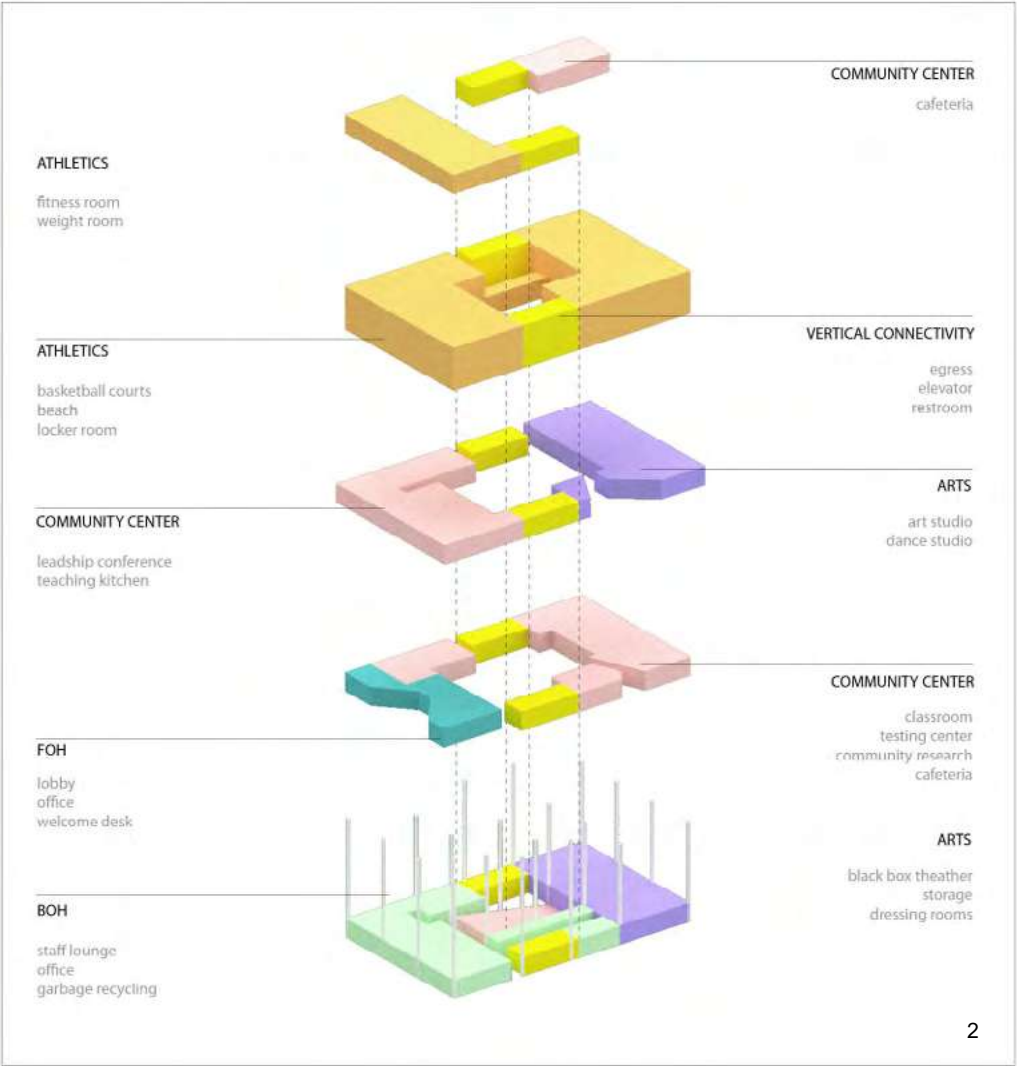 COMMUNITY CENTER
cafeteria
ATHLETICS
fitness room
weight room
VERTICAL CONNECTIVITY
egress
elevator
restroom
ATHLETICS
basketball courts
beach
locker room
ARTS
art studio
dance studio
COMMUNITY CENTER
leadship conference
teaching kitchen
COMMUNITY CENTER
classroom
testing center
community research
cafeteria
FOH
lobby
office
welcome desk
ARTS
black box theather
storage
dressing rooms
BOH
staff lounge
office
garbage recycling
2